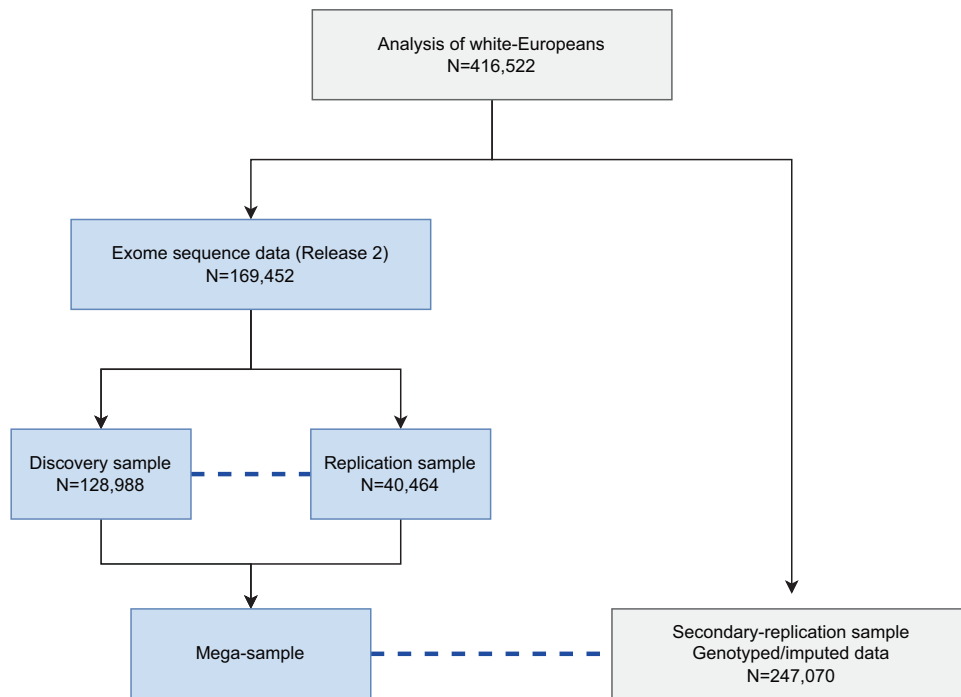 Analysis of white-Europeans
N=416,522
Exome sequence data (Release 2)
N=169,452
Discovery sample
N=128,988
Replication sample
N=40,464
Mega-sample
Secondary-replication sample
Genotyped/imputed data
N=247,070